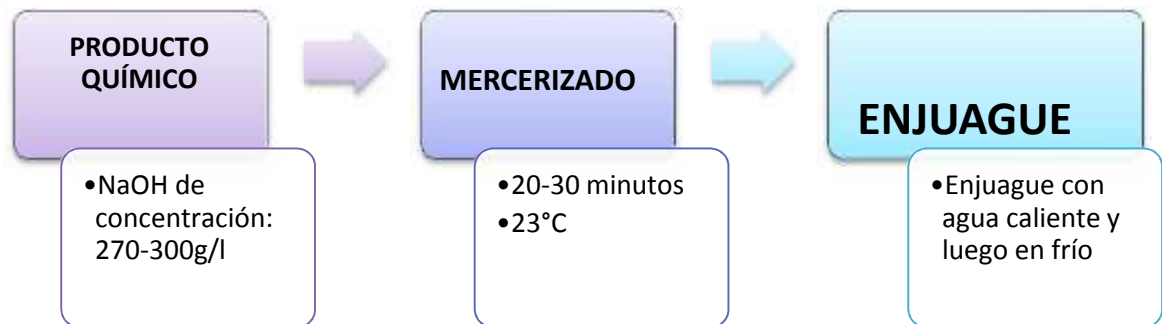 PRODUCTO
QUÍMICO
•NaOH de
concentración:
270-300g/l
MERCERIZADO
•20-30 minutos
•23°C
ENJUAGUE
•Enjuague con
agua caliente y
luego en frío